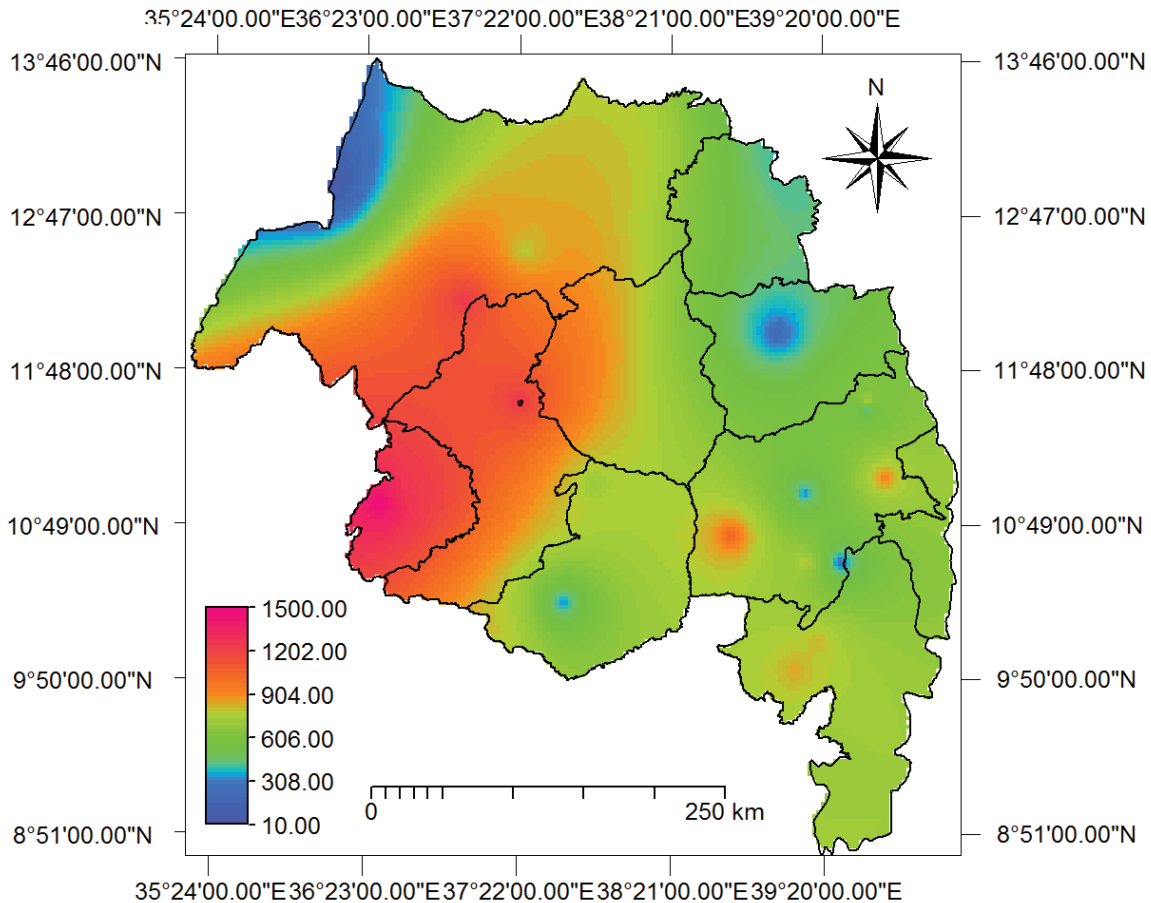 35°24'00.00"E36°23'00.00"E37°22'00.00"E38°21'00.00"E39°20'00.00"E
13°46'00.00"N 13°46'00.00"N
N
12°47'00.00"N 12°47'00.00"N
11°48'00.00"N 11°48'00.00"N
10°49'00.00"N 10°49'00.00"N
1500.00
1202.00
904.00
606.00
308.00
10.00
9°50'00.00"N 9°50'00.00"N
0 250 km
8°51'00.00"N 8°51'00.00"N
35°24'00.00"E36°23'00.00"E37°22'00.00"E38°21'00.00"E39°20'00.00"E